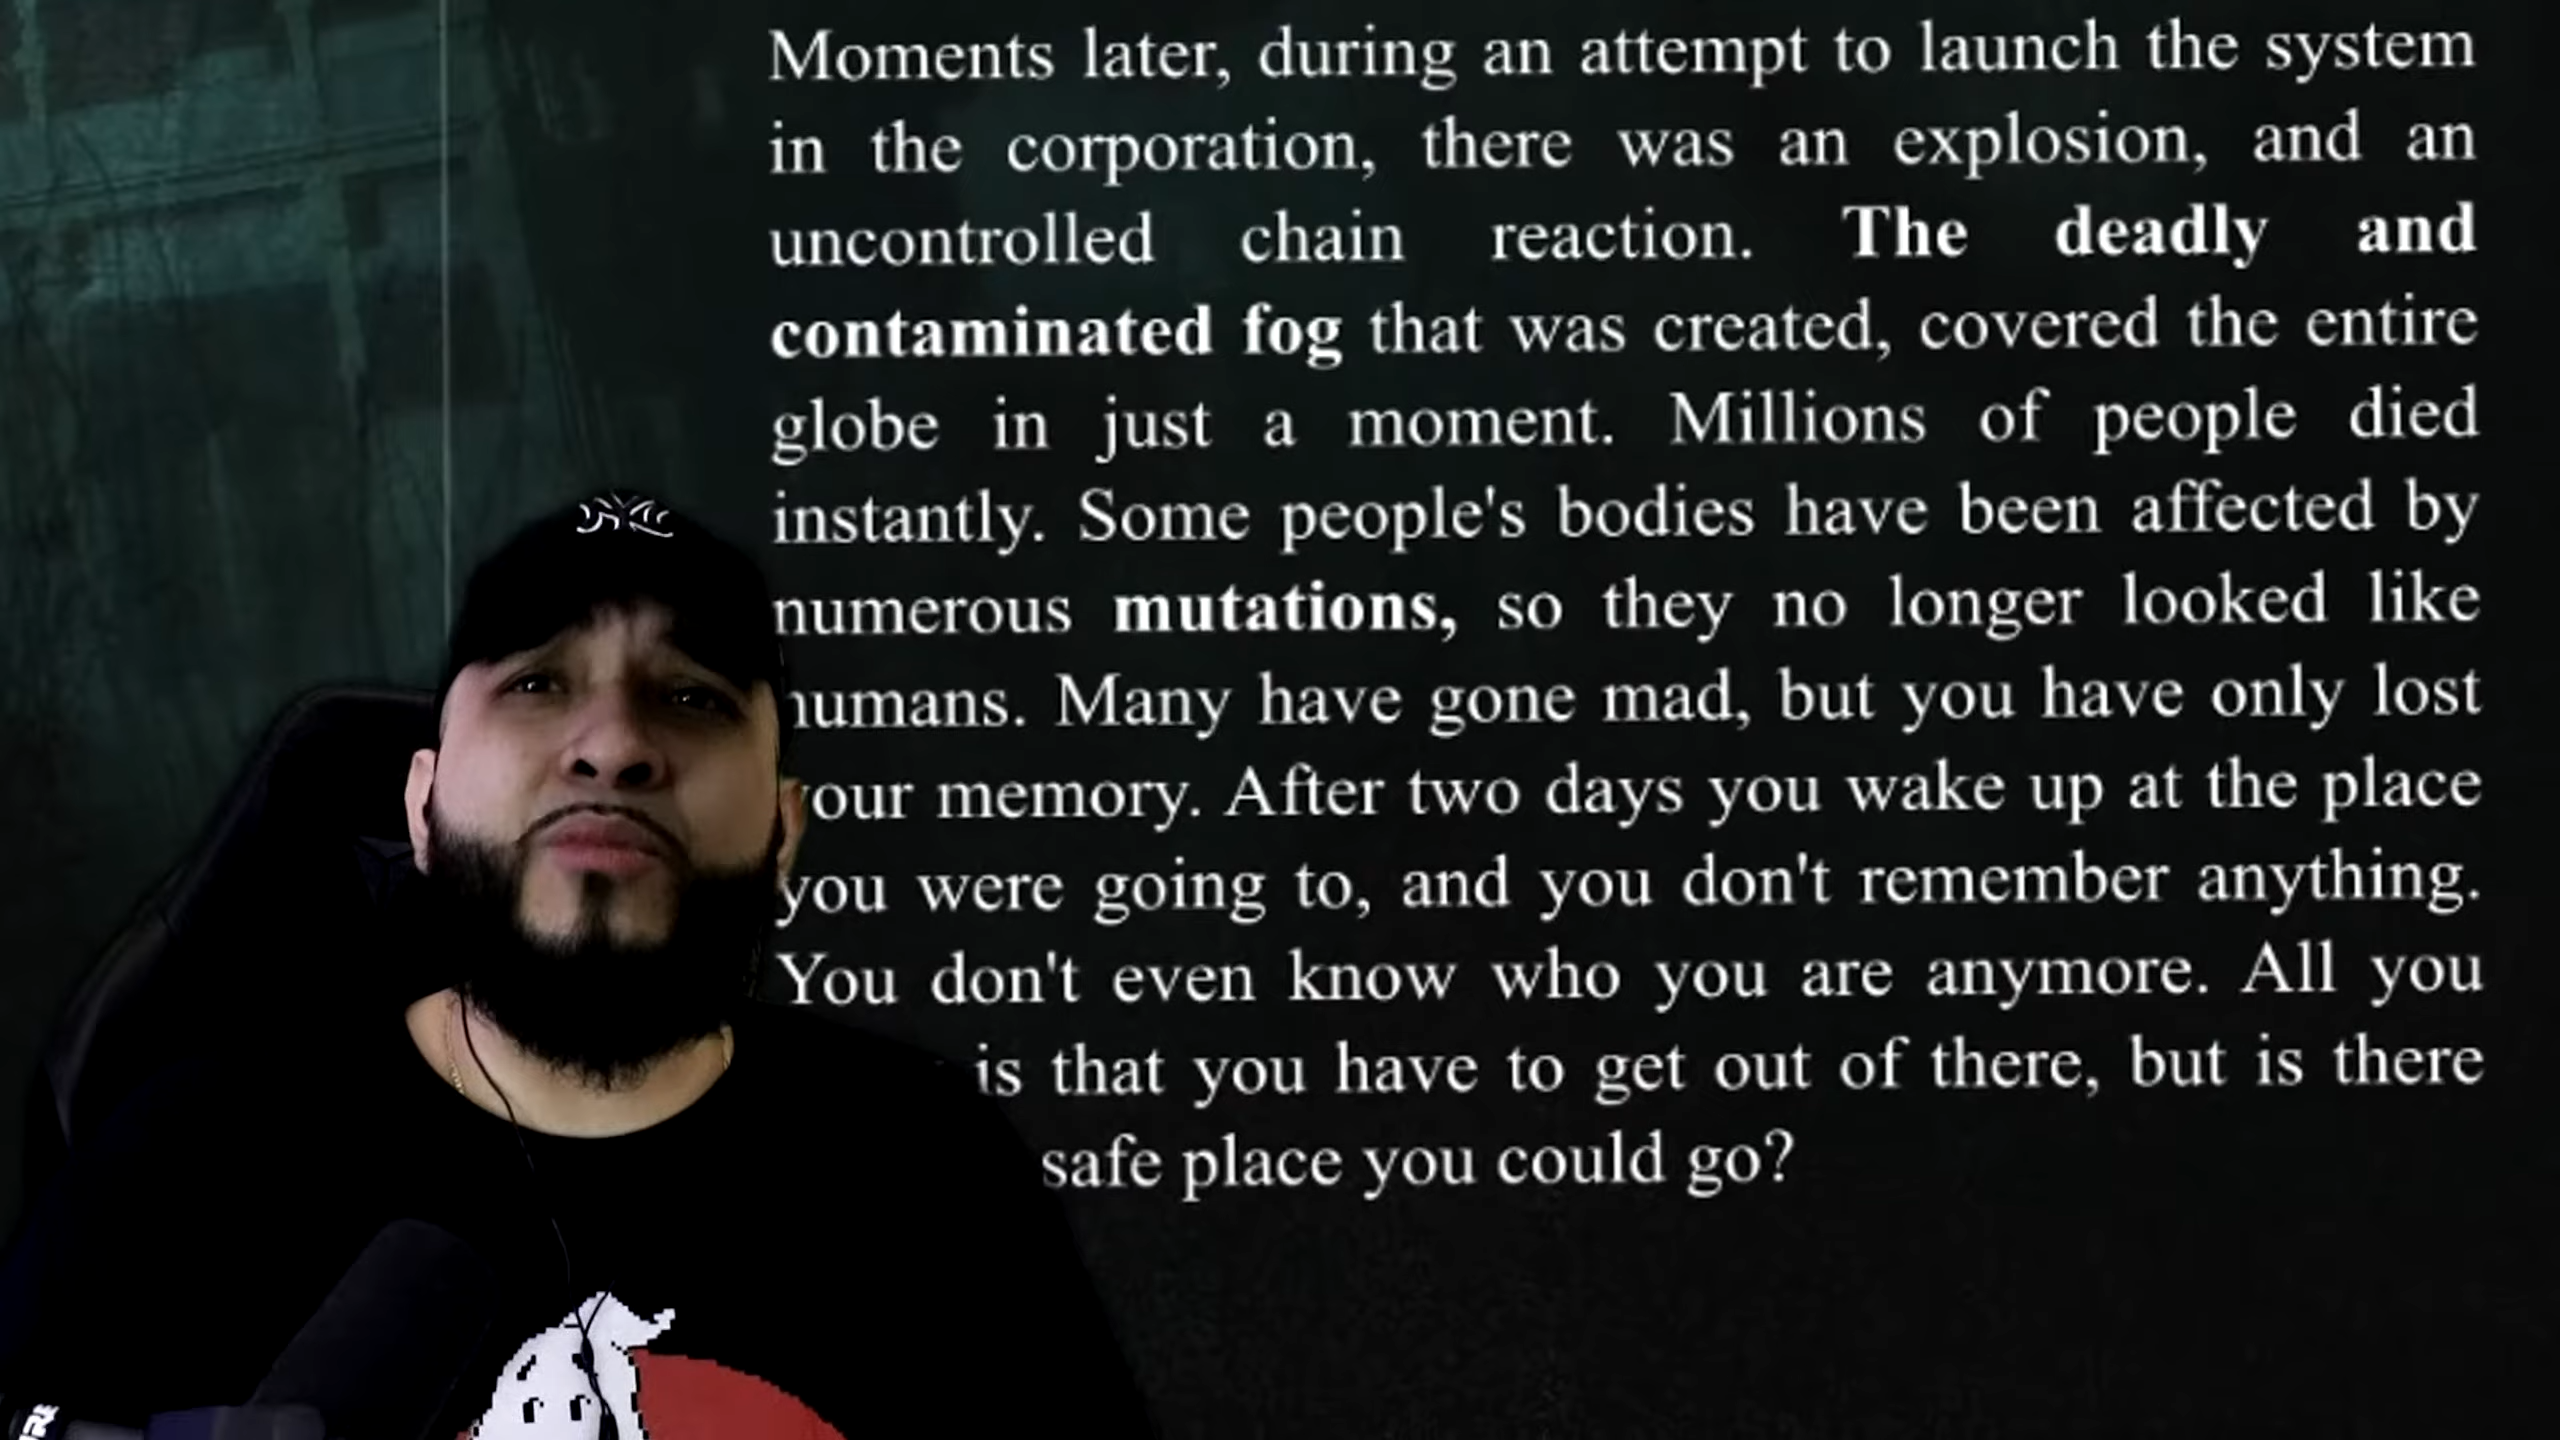 Moments later, during an attempt to launch the system
in the corporation, there was an explosion, and an
uncontrolled chain reaction. The deadly and
contaminated fog that was created, covered the entire
globe in just a moment. Millions of people died
instantly. Some people's bodies have been affected by
numerous mutations, so they no longer looked like
humans. Many have gone mad, but you have only lost
your memory. After two days you wake up at the place
you were going to, and you don't remember anything.
You don't even know who you are anymore. All you
is that you have to get out of there, but is there
safe place you could go?